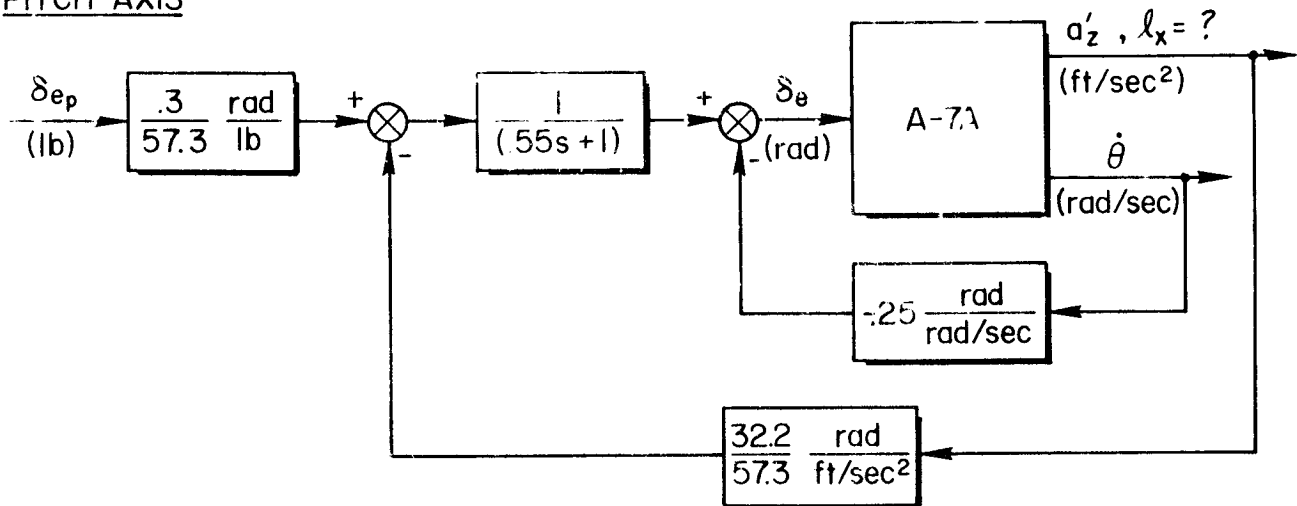 PITCH AXIS
δep
(lb)
.3 rad
57.3 lb
+
-
1
(.55s + 1)
+
-
δe
(rad)
A-7A
a′z , ℓx = ?
(ft/sec²)
θ̇
(rad/sec)
-.25 rad
rad/sec
32.2 rad
57.3 ft/sec²